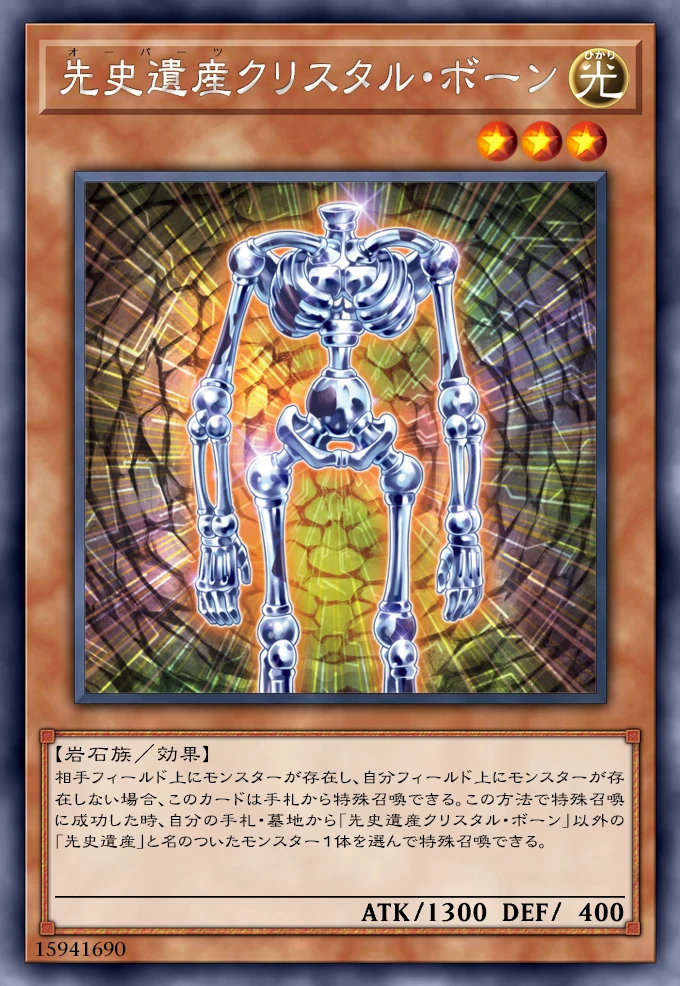 オーパーツ
先史遺産クリスタル・ボーン
ひかり
光
【岩石族／効果】
相手フィールド上にモンスターが存在し、自分フィールド上にモンスターが存
在しない場合、このカードは手札から特殊召喚できる。この方法で特殊召喚
に成功した時、自分の手札・墓地から「先史遺産クリスタル・ボーン」以外の
「先史遺産」と名のついたモンスター１体を選んで特殊召喚できる。
ATK/1300 DEF/ 400
15941690